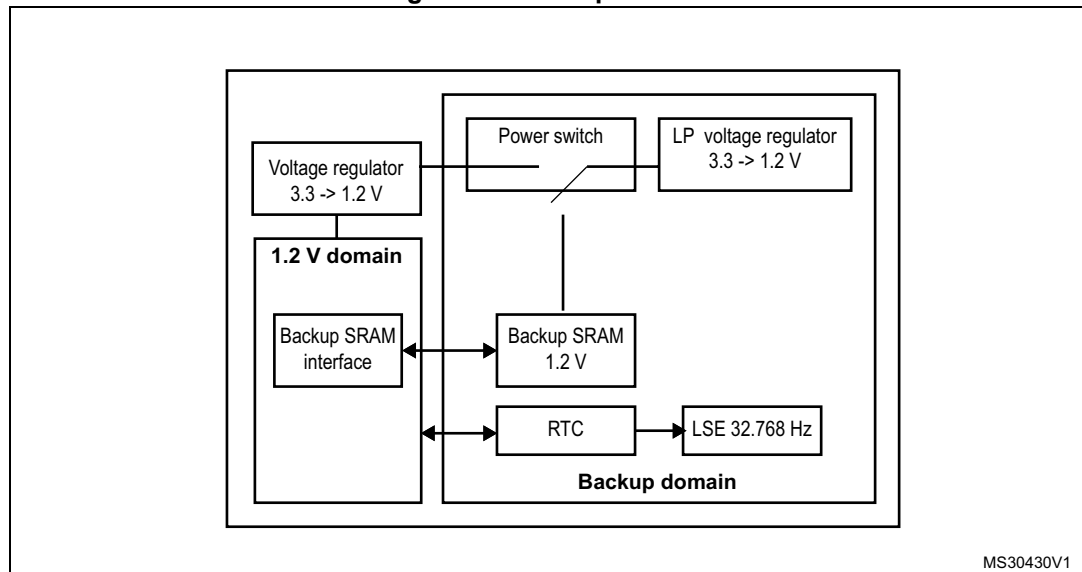 Power switch
LP voltage regulator
3.3 -> 1.2 V
Voltage regulator
3.3 -> 1.2 V
1.2 V domain
Backup SRAM
interface
Backup SRAM
1.2 V
RTC
LSE 32.768 Hz
Backup domain
MS30430V1